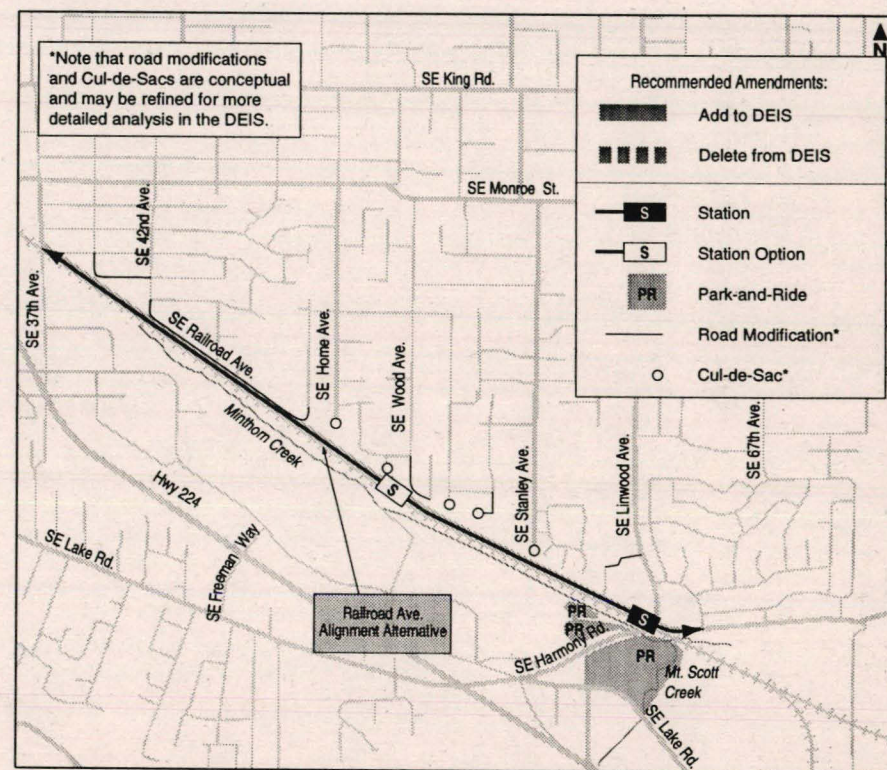 *Note that road modifications
and Cul-de-Sacs are conceptual
and may be refined for more
detailed analysis in the DEIS.
N
SE King Rd.
Recommended Amendments:
Add to DEIS
Delete from DEIS
S Station
S Station Option
PR Park-and-Ride
Road Modification*
Cul-de-Sac*
SE Monroe St.
SE 42nd Ave.
SE 37th Ave.
SE Railroad Ave.
SE Home Ave.
SE Wood Ave.
SE Stanley Ave.
SE Linwood Ave.
SE 67th Ave.
Minthorn Creek
S
Hwy 224
SE Lake Rd.
SE Freeman Way
Railroad Ave.
Alignment Alternative
PR
PR
S
SE Harmony Rd.
PR
Mt. Scott
Creek
SE Lake Rd.